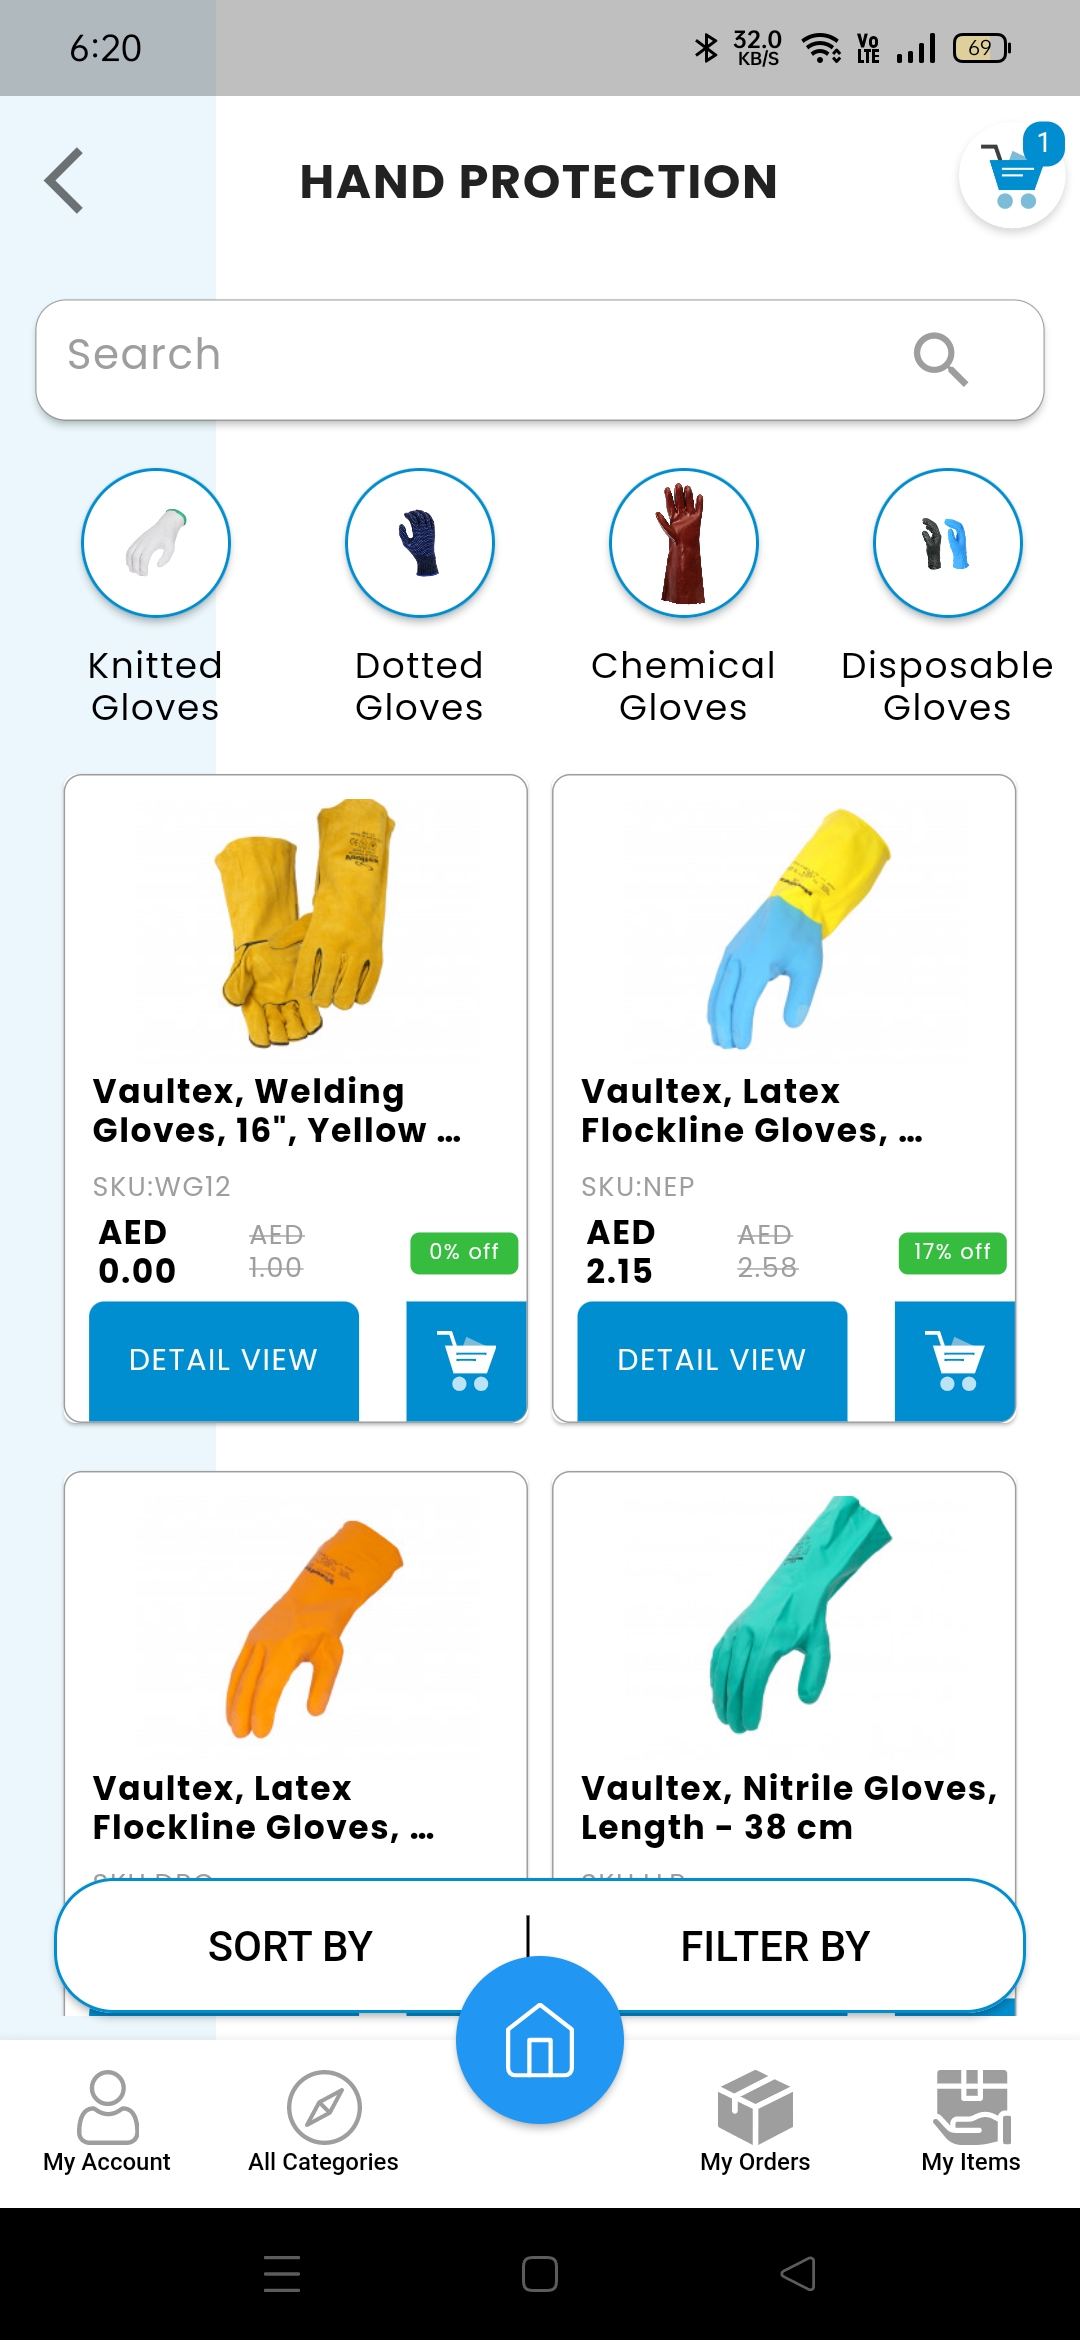 6:20
32.0
KB/S
Vo
LTE
69
HAND PROTECTION
1
Search
Knitted
Gloves
Dotted
Gloves
Chemical
Gloves
Disposable
Gloves
Vaultex, Welding
Gloves, 16", Yellow ...
SKU:WG12
AED
0.00
AED
1.00
0% off
DETAIL VIEW
Vaultex, Latex
Flockline Gloves, ...
SKU:NEP
AED
2.15
AED
2.58
17% off
DETAIL VIEW
Vaultex, Latex
Flockline Gloves, ...
Vaultex, Nitrile Gloves,
Length - 38 cm
SORT BY
FILTER BY
My Account
All Categories
My Orders
My Items